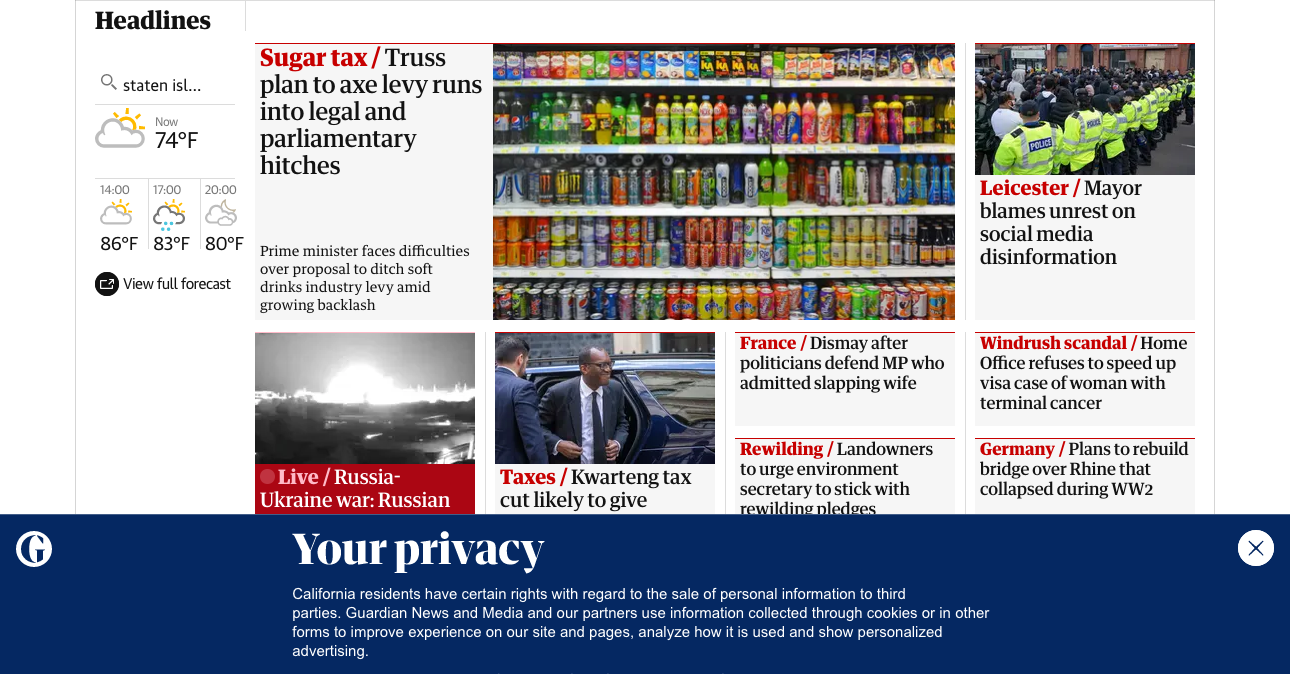 Headlines
staten isl...
Now
74°F
14:00
17:00
20:00
86°F
83°F
80°F
View full forecast
Sugar tax / Truss
plan to axe levy runs
into legal and
parliamentary
hitches
Prime minister faces difficulties
over proposal to ditch soft
drinks industry levy amid
growing backlash
POLICE
Leicester / Mayor
blames unrest on
social media
disinformation
Live / Russia-
Ukraine war: Russian
Taxes / Kwarteng tax
cut likely to give
France / Dismay after
politicians defend MP who
admitted slapping wife
Windrush scandal / Home
Office refuses to speed up
visa case of woman with
terminal cancer
Rewilding / Landowners
to urge environment
secretary to stick with
rewilding pledges
Germany / Plans to rebuild
bridge over Rhine that
collapsed during WW2
Your privacy
California residents have certain rights with regard to the sale of personal information to third
parties. Guardian News and Media and our partners use information collected through cookies or in other
forms to improve experience on our site and pages, analyze how it is used and show personalized
advertising.